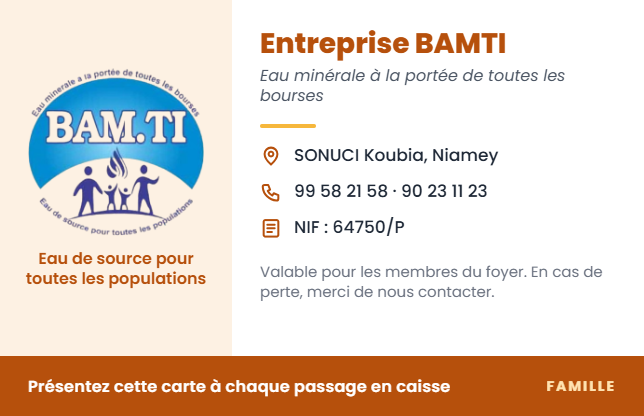 Eau minerale a la portée de toutes les bourses
BAM.TI
Eau de source pour toutes les populations
Eau de source pour
toutes les populations
Entreprise BAMTI
Eau minérale à la portée de toutes les
bourses
SONUCI Koubia, Niamey
99 58 21 58 · 90 23 11 23
NIF : 64750/P
Valable pour les membres du foyer. En cas de
perte, merci de nous contacter.
Présentez cette carte à chaque passage en caisse
FAMILLE